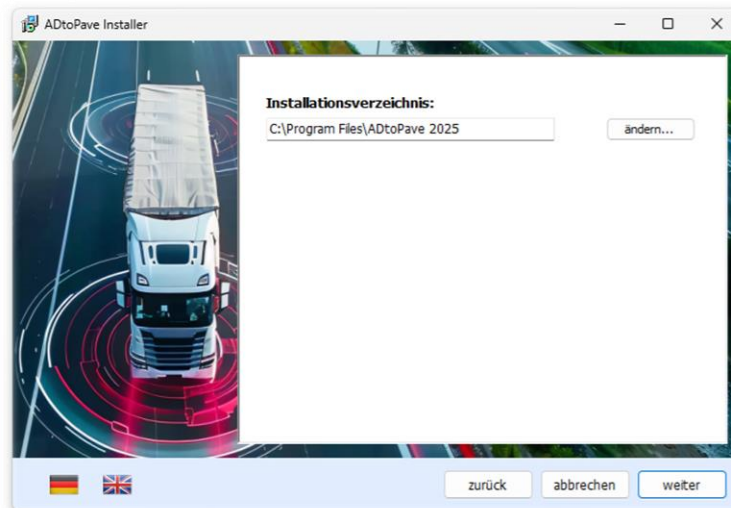 ADtoPave Installer
Installationsverzeichnis:
C:\Program Files\ADtoPave 2025
ändern...
zurück
abbrechen
weiter